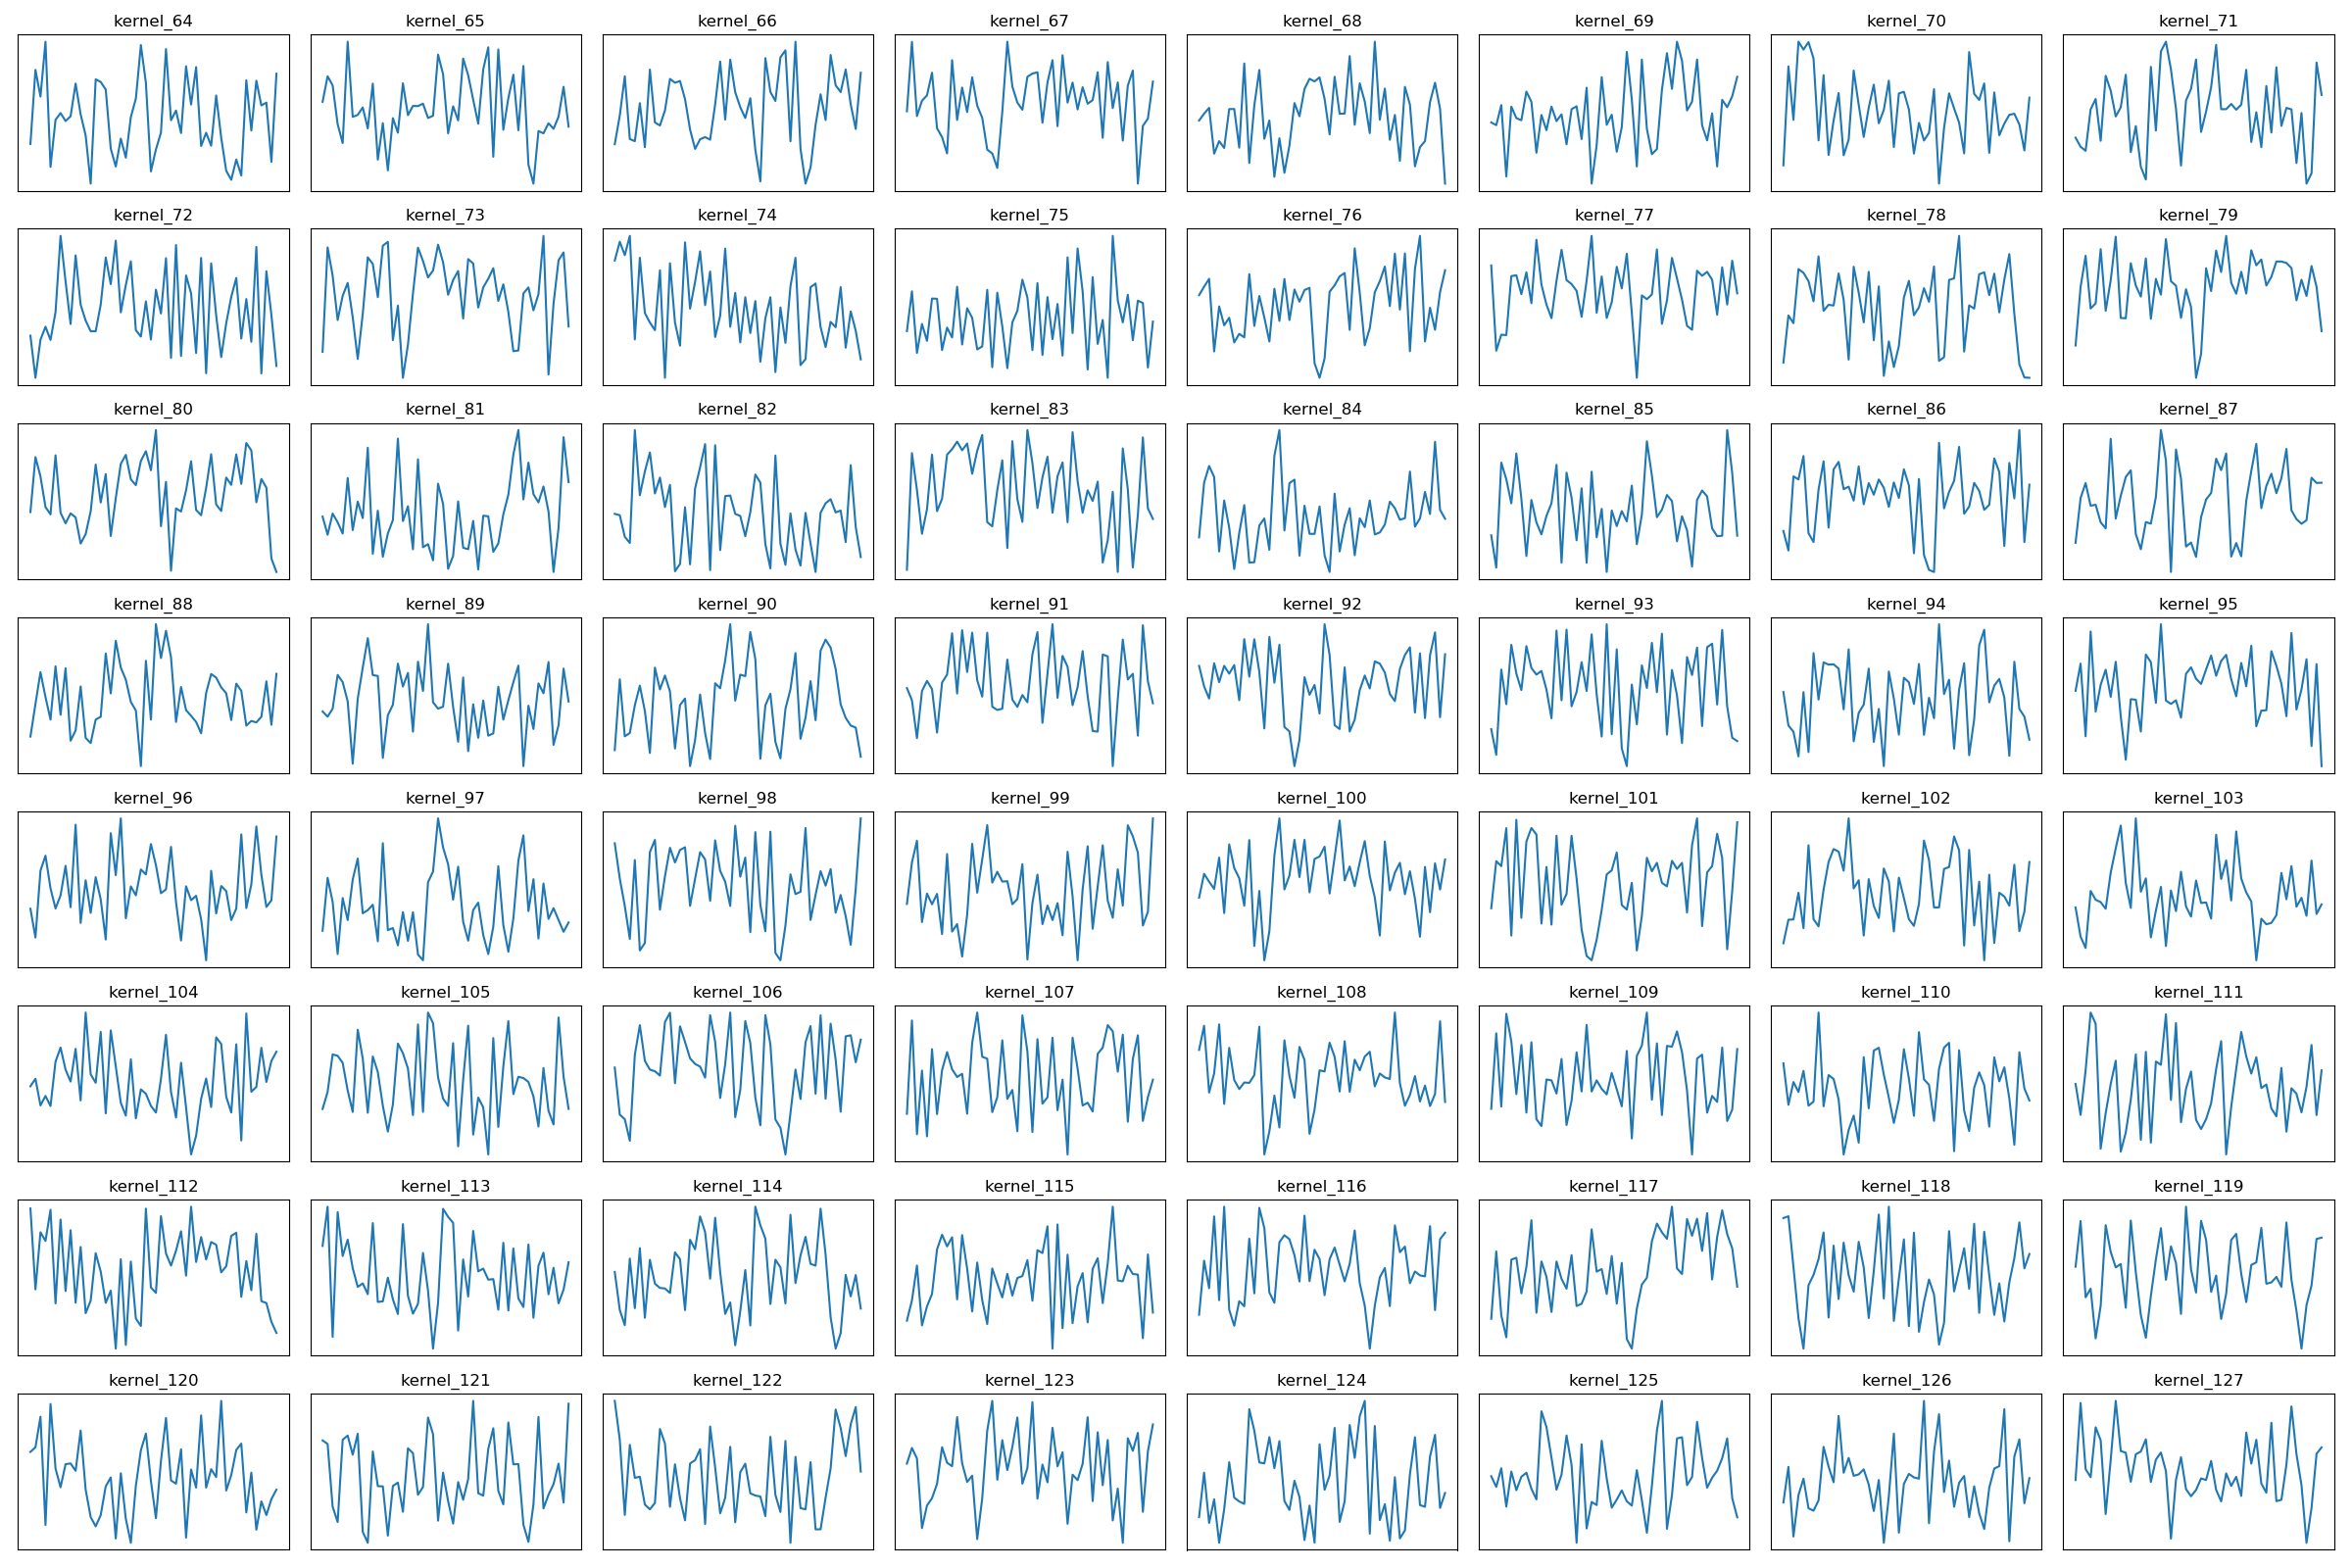 kernel_64 kernel_65 kernel_66 kernel_67 kernel_68 kernel_69 kernel_70 kernel_71
kernel_72 kernel_73 kernel_74 kernel_75 kernel_76 kernel_77 kernel_78 kernel_79
kernel_80 kernel_81 kernel_82 kernel_83 kernel_84 kernel_85 kernel_86 kernel_87
kernel_88 kernel_89 kernel_90 kernel_91 kernel_92 kernel_93 kernel_94 kernel_95
kernel_96 kernel_97 kernel_98 kernel_99 kernel_100 kernel_101 kernel_102 kernel_103
kernel_104 kernel_105 kernel_106 kernel_107 kernel_108 kernel_109 kernel_110 kernel_111
kernel_112 kernel_113 kernel_114 kernel_115 kernel_116 kernel_117 kernel_118 kernel_119
kernel_120 kernel_121 kernel_122 kernel_123 kernel_124 kernel_125 kernel_126 kernel_127